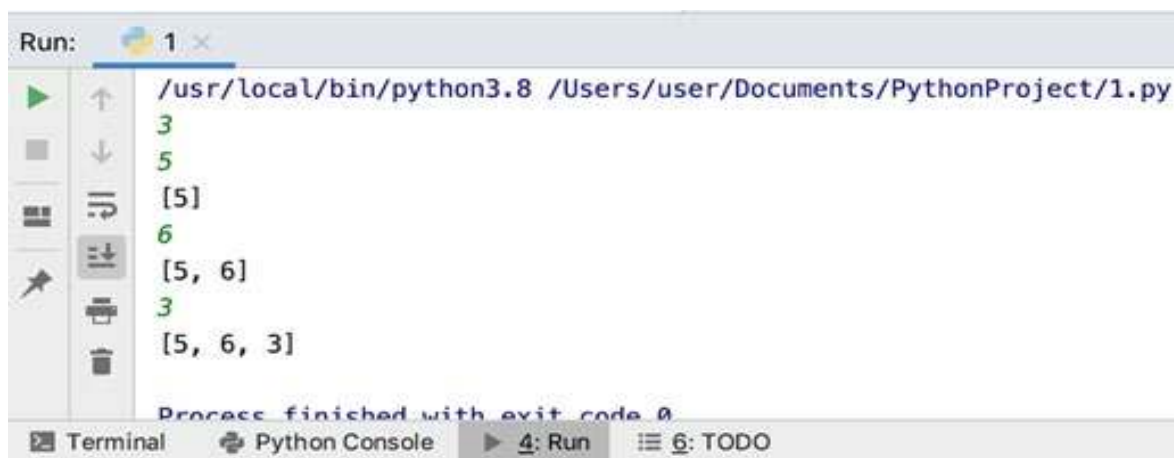 Run: 1
/usr/local/bin/python3.8 /Users/user/Documents/PythonProject/1.py
3
5
[5]
6
[5, 6]
3
[5, 6, 3]
Process finished with exit code 0
Terminal Python Console 4: Run 6: TODO